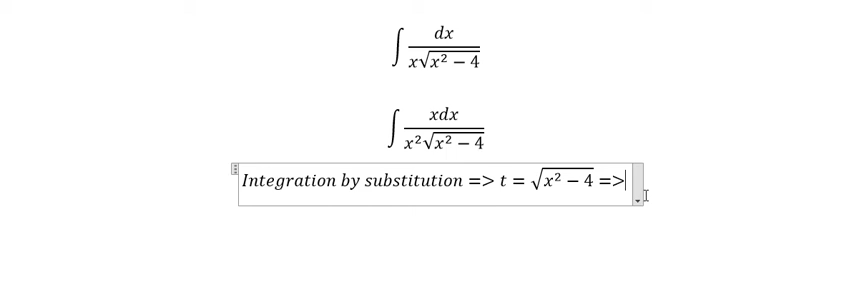 ∫ dx / x√x² − 4
∫ xdx / x²√x² − 4
Integration by substitution => t = √x² − 4 =>